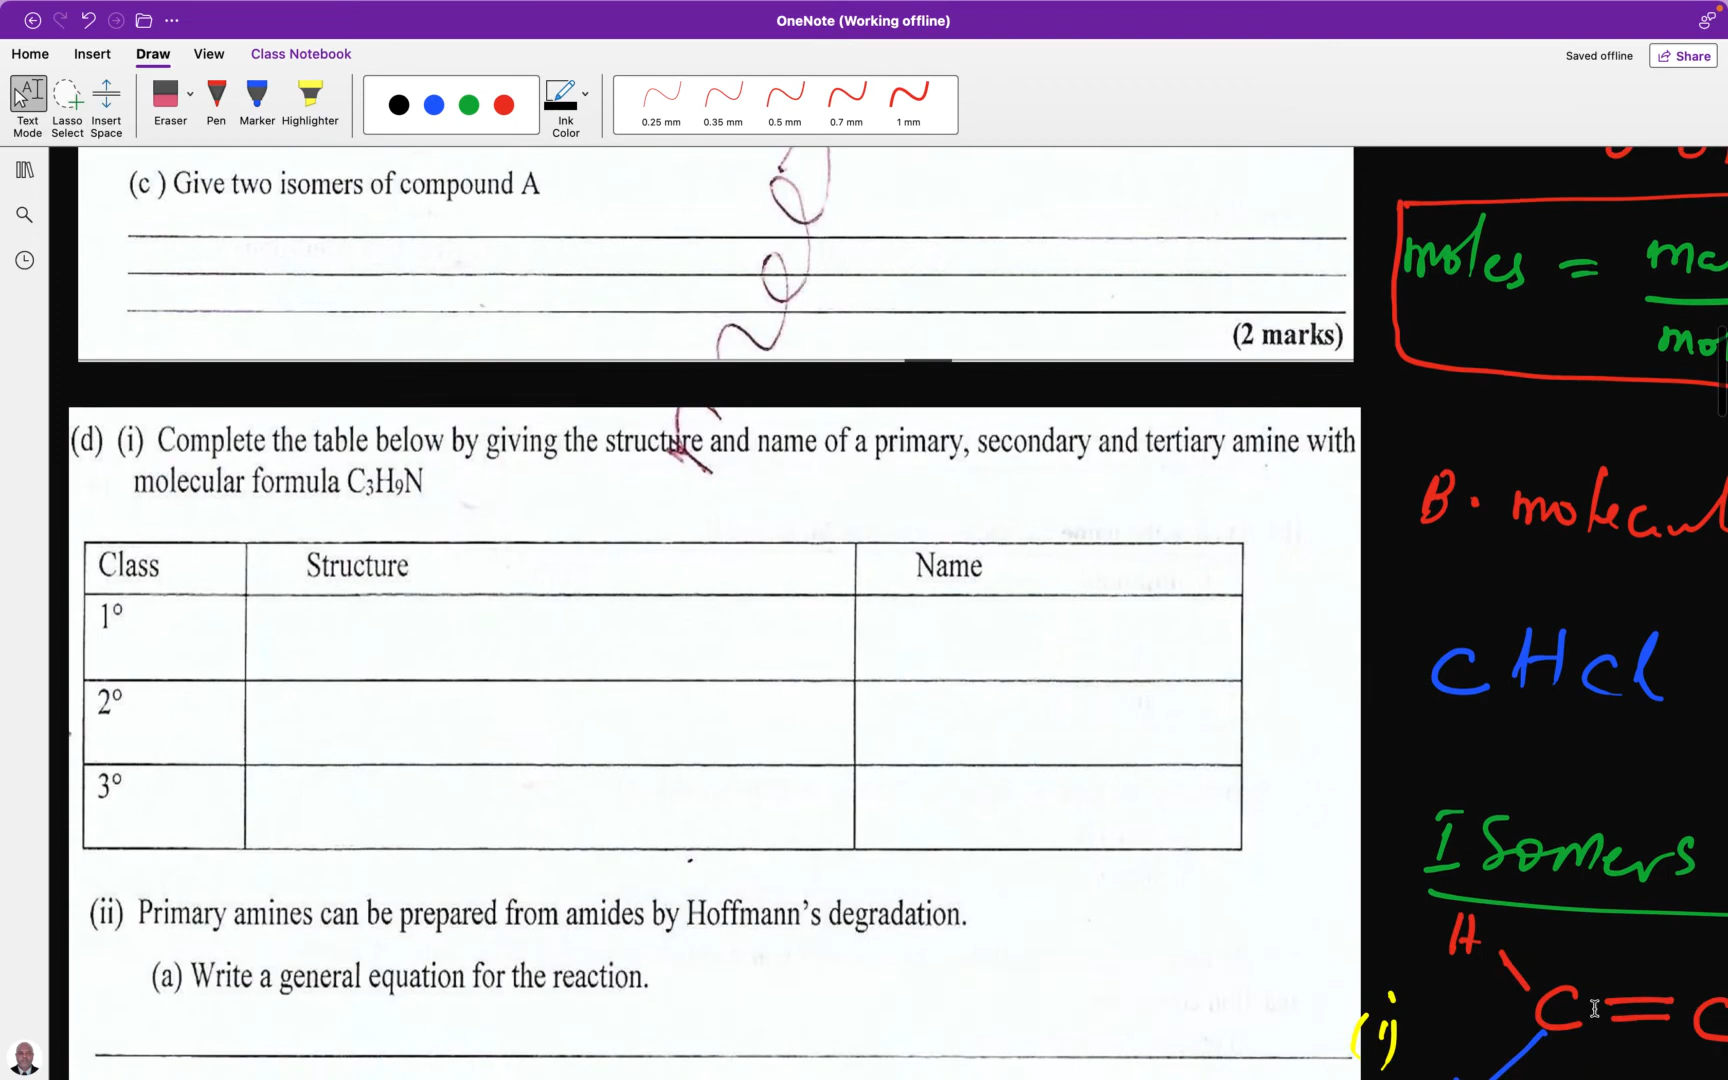 OneNote (Working offline)
Home Insert Draw View Class Notebook
Saved offline
Share
Text Mode
Lasso Select
Insert Space
Eraser
Pen
Marker
Highlighter
Ink Color
0.25 mm
0.35 mm
0.5 mm
0.7 mm
1 mm
(c ) Give two isomers of compound A
(2 marks)
moles =
B. molecul
CHCl
Isomers
H
C = C
(i)
(d) (i) Complete the table below by giving the structure and name of a primary, secondary and tertiary amine with
molecular formula C₃H₉N
Class Structure Name
1º
2º
3º
(ii) Primary amines can be prepared from amides by Hoffmann's degradation.
(a) Write a general equation for the reaction.